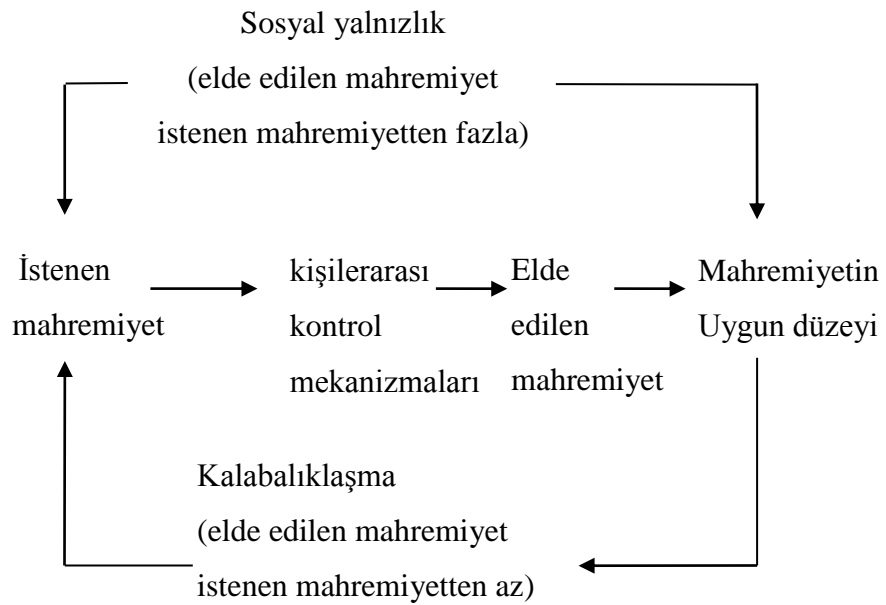 Sosyal yalnızlık
(elde edilen mahremiyet
istenen mahremiyetten fazla)
İstenen
mahremiyet
kişilerarası
kontrol
mekanizmaları
Elde
edilen
mahremiyet
Mahremiyetin
Uygun düzeyi
Kalabalıklaşma
(elde edilen mahremiyet
istenen mahremiyetten az)